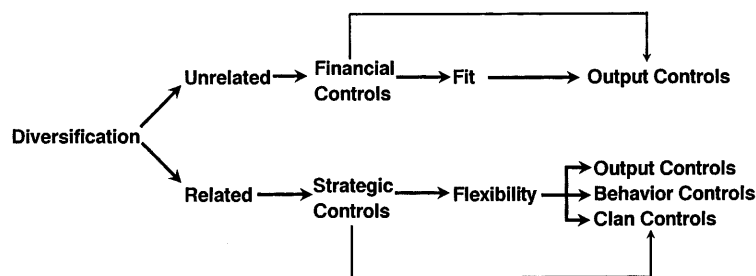 Unrelated
Financial
Controls
Fit
Output Controls
Diversification
Related
Strategic
Controls
Flexibility
Output Controls
Behavior Controls
Clan Controls